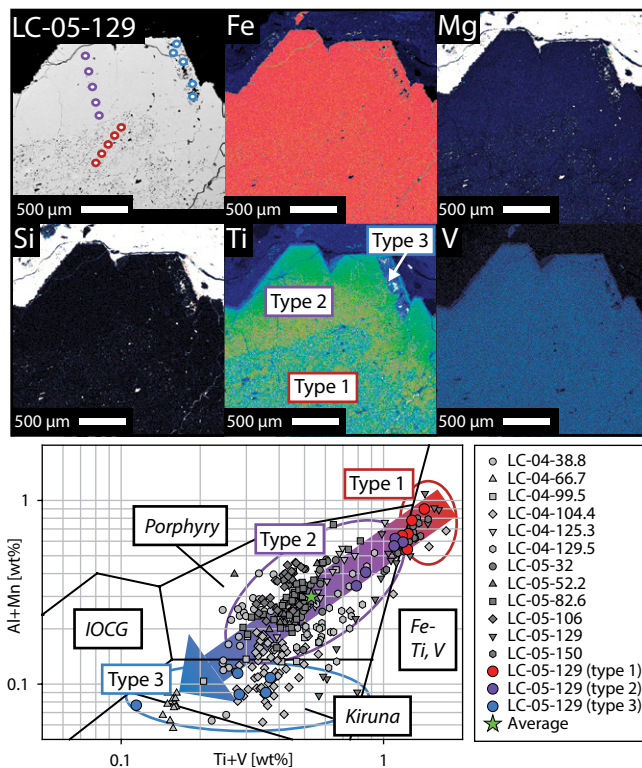 LC-05-129
Fe
Mg
500 µm
500 µm
500 µm
Si
Ti
V
Type 3
Type 2
Type 1
500 µm
500 µm
500 µm
Al+Mn [wt%]
1
0.1
Type 1
Porphyry
Type 2
IOCG
Fe-
Ti, V
Type 3
Kiruna
0.1
1
Ti+V [wt%]
LC-04-38.8
LC-04-66.7
LC-04-99.5
LC-04-104.4
LC-04-125.3
LC-04-129.5
LC-05-32
LC-05-52.2
LC-05-82.6
LC-05-106
LC-05-129
LC-05-150
LC-05-129 (type 1)
LC-05-129 (type 2)
LC-05-129 (type 3)
Average